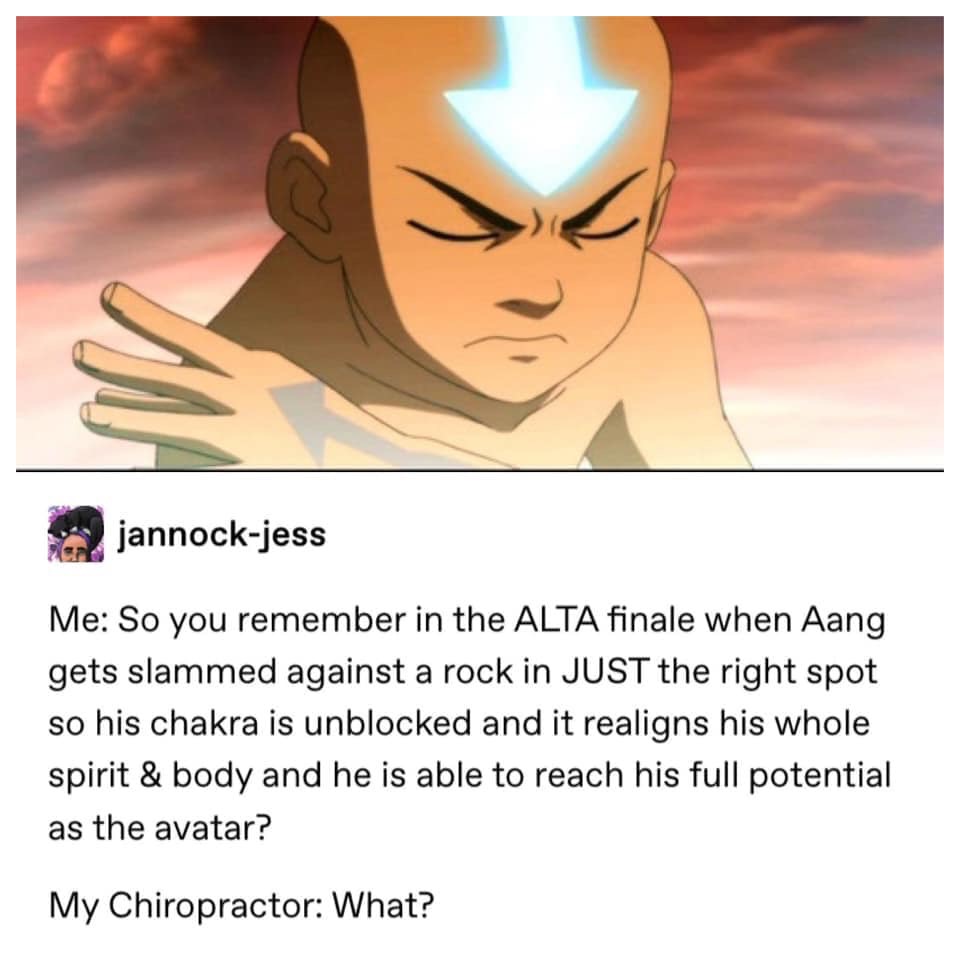 jannock-jess
Me: So you remember in the ALTA finale when Aang
gets slammed against a rock in JUST the right spot
so his chakra is unblocked and it realigns his whole
spirit & body and he is able to reach his full potential
as the avatar?
My Chiropractor: What?